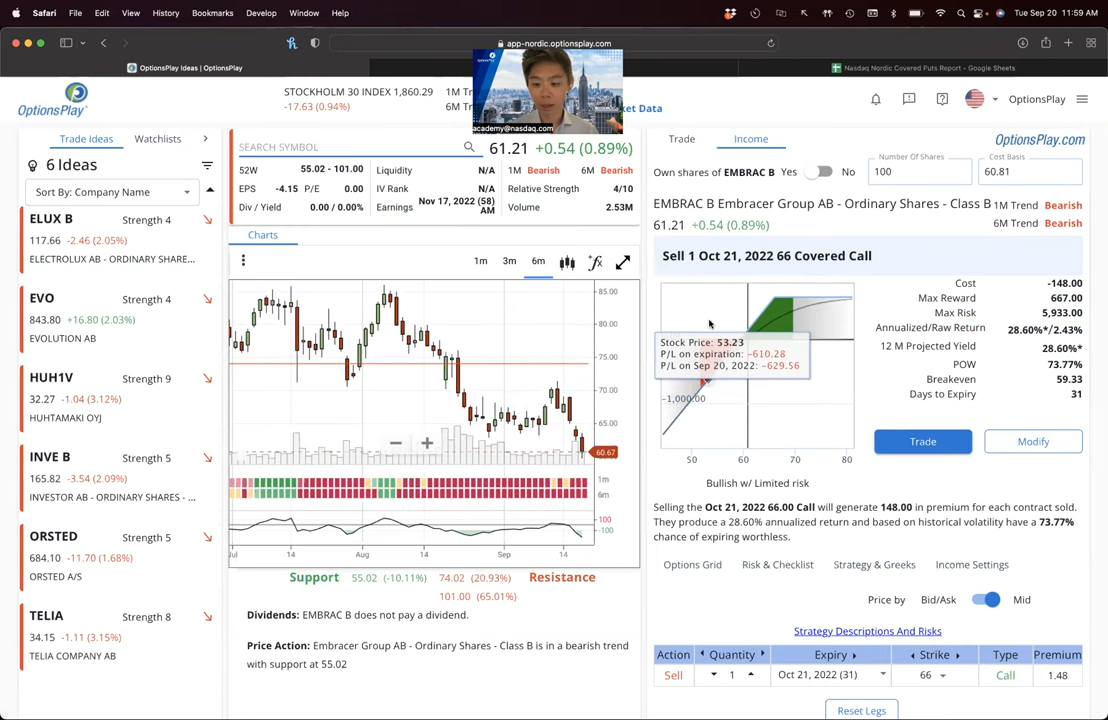 Safari File Edit View History Bookmarks Develop Window Help Tue Sep 20 11:59 AM
app-nordic.optionsplay.com
OptionsPlay Ideas | OptionsPlay
Nasdaq Nordic Covered Puts Report - Google Sheets
OptionsPlay
STOCKHOLM 30 INDEX 1,860.29
-17.63 (0.94%)
1M
6M
ket Data
academy@nasdaq.com
OptionsPlay
Trade Ideas Watchlists
6 Ideas
Sort By: Company Name
ELUX B Strength 4
117.66 -2.46 (2.05%)
ELECTROLUX AB - ORDINARY SHARE...
EVO Strength 4
843.80 +16.80 (2.03%)
EVOLUTION AB
HUH1V Strength 9
32.27 -1.04 (3.12%)
HUHTAMAKI OYJ
INVE B Strength 5
165.82 -3.54 (2.09%)
INVESTOR AB - ORDINARY SHARES - ...
ORSTED Strength 5
684.10 -11.70 (1.68%)
ORSTED A/S
TELIA Strength 8
34.15 -1.11 (3.15%)
TELIA COMPANY AB
SEARCH SYMBOL 61.21 +0.54 (0.89%)
52W 55.02 - 101.00 Liquidity N/A 1M Bearish 6M Bearish
EPS -4.15 P/E 0.00 IV Rank N/A Relative Strength 4/10
Div / Yield 0.00 / 0.00% Earnings Nov 17, 2022 (58) AM Volume 2.53M
Charts
1m 3m 6m
85.00
80.00
75.00
70.00
65.00
60.67
1m
6m
100
-100
Jul 14 Aug 14 Sep 14
Support 55.02 (-10.11%) 74.02 (20.93%) Resistance
101.00 (65.01%)
Dividends: EMBRAC B does not pay a dividend.
Price Action: Embracer Group AB - Ordinary Shares - Class B is in a bearish trend
with support at 55.02
Trade Income OptionsPlay.com
Own shares of EMBRAC B Yes No
Number Of Shares
100
Cost Basis
60.81
EMBRAC B Embracer Group AB - Ordinary Shares - Class B 1M Trend Bearish
61.21 +0.54 (0.89%) 6M Trend Bearish
Sell 1 Oct 21, 2022 66 Covered Call
Stock Price: 53.23
P/L on expiration: -610.28
P/L on Sep 20, 2022: -629.56
-1,000.00
50 60 70 80
Bullish w/ Limited risk
Cost -148.00
Max Reward 667.00
Max Risk 5,933.00
Annualized/Raw Return 28.60%*/2.43%
12 M Projected Yield 28.60%*
POW 73.77%
Breakeven 59.33
Days to Expiry 31
Trade Modify
Selling the Oct 21, 2022 66.00 Call will generate 148.00 in premium for each contract sold.
They produce a 28.60% annualized return and based on historical volatility have a 73.77%
chance of expiring worthless.
Options Grid Risk & Checklist Strategy & Greeks Income Settings
Price by Bid/Ask Mid
Strategy Descriptions And Risks
Action Quantity Expiry Strike Type Premium
Sell 1 Oct 21, 2022 (31) 66 Call 1.48
Reset Legs